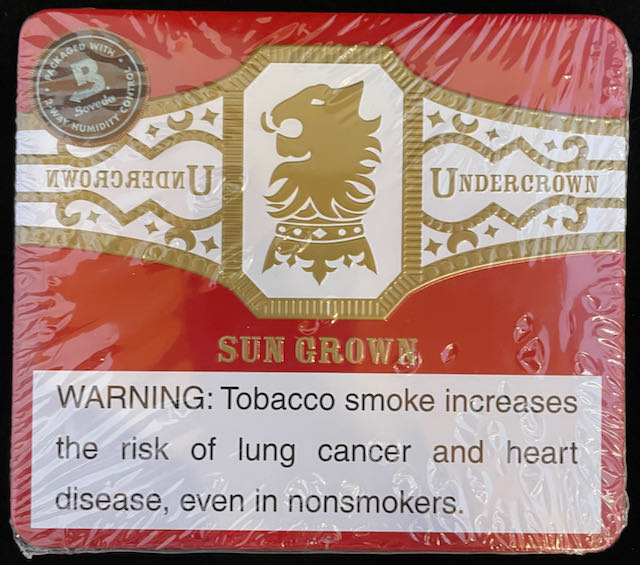 PACKAGED WITH
B
Boveda
2-WAY HUMIDITY CONTROL
UNDERCROWN
UNDERCROWN
SUN GROWN
WARNING: Tobacco smoke increases
the risk of lung cancer and heart
disease, even in nonsmokers.